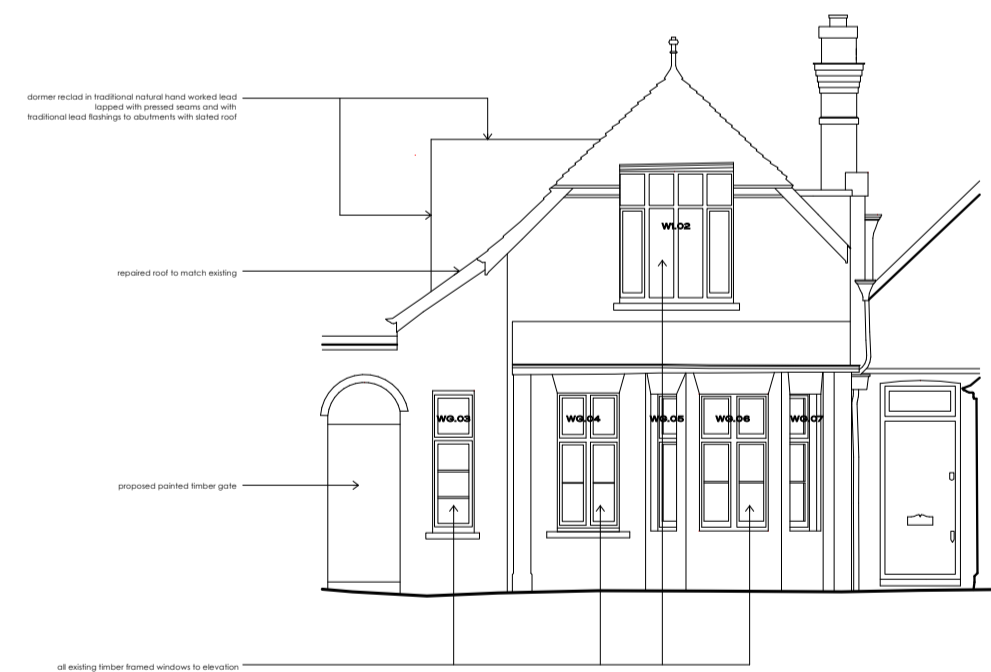 dormer reclad in traditional natural hand worked lead
lapped with pressed seams and with
traditional lead flashings to abutments with slated roof
W1.02
repaired roof to match existing
WG.03
WG.04
WG.05
WG.06
WG.07
proposed painted timber gate
all existing timber framed windows to elevation